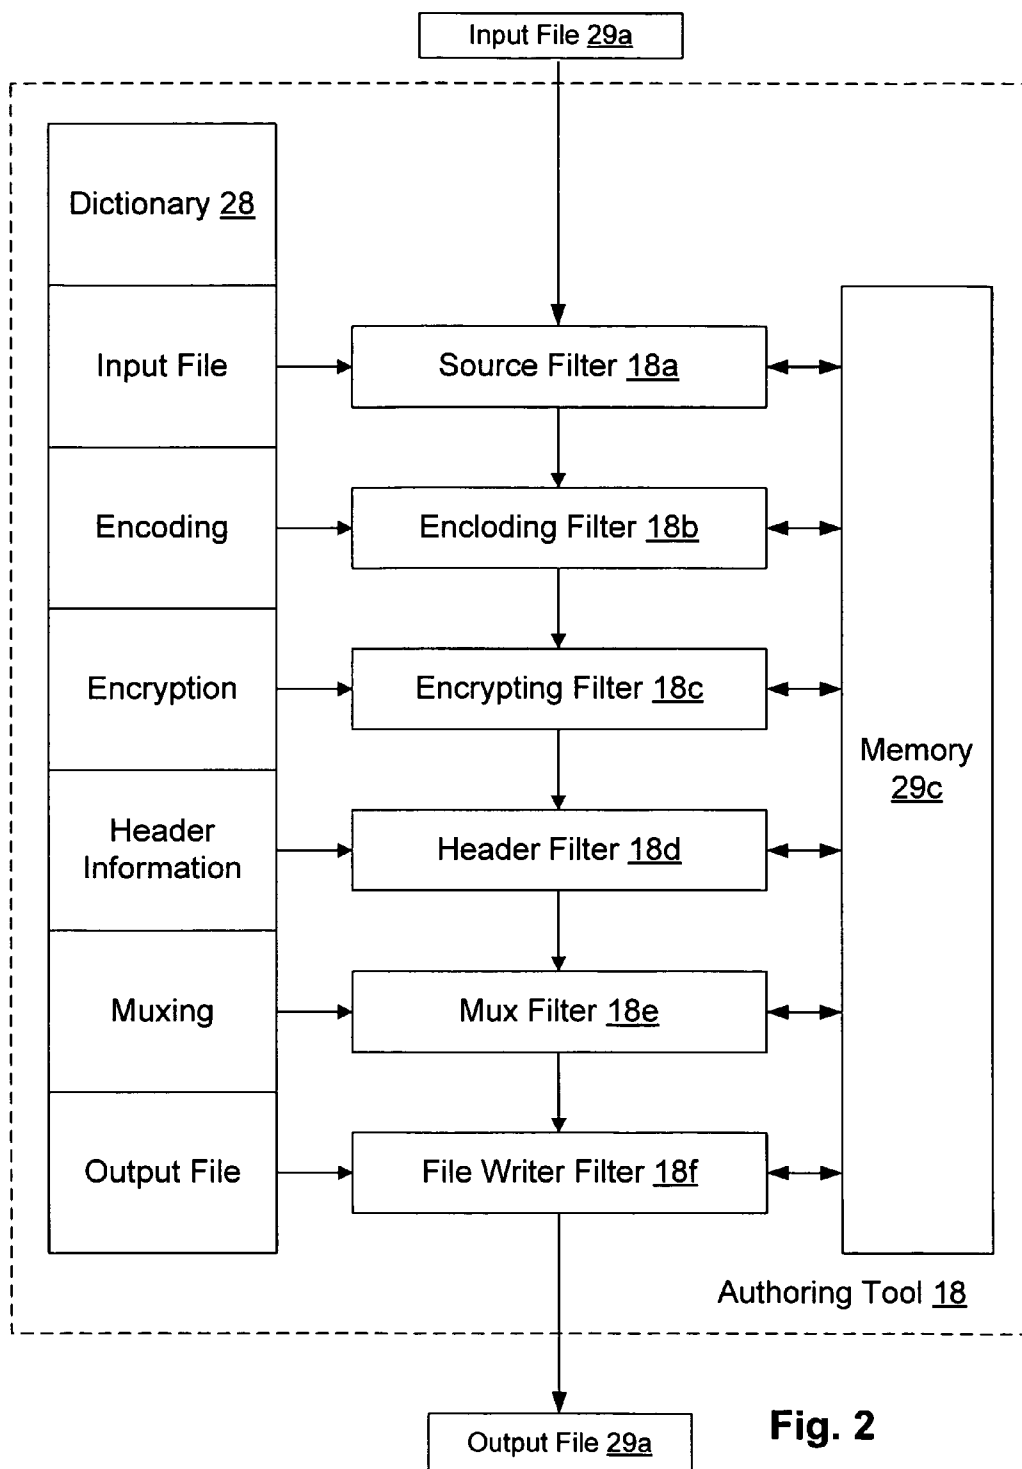 Input File 29a
Dictionary 28
Input File
Source Filter 18a
Encoding
Encloding Filter 18b
Encryption
Encrypting Filter 18c
Memory
29c
Header
Information
Header Filter 18d
Muxing
Mux Filter 18e
Output File
File Writer Filter 18f
Authoring Tool 18
Output File 29a
Fig. 2